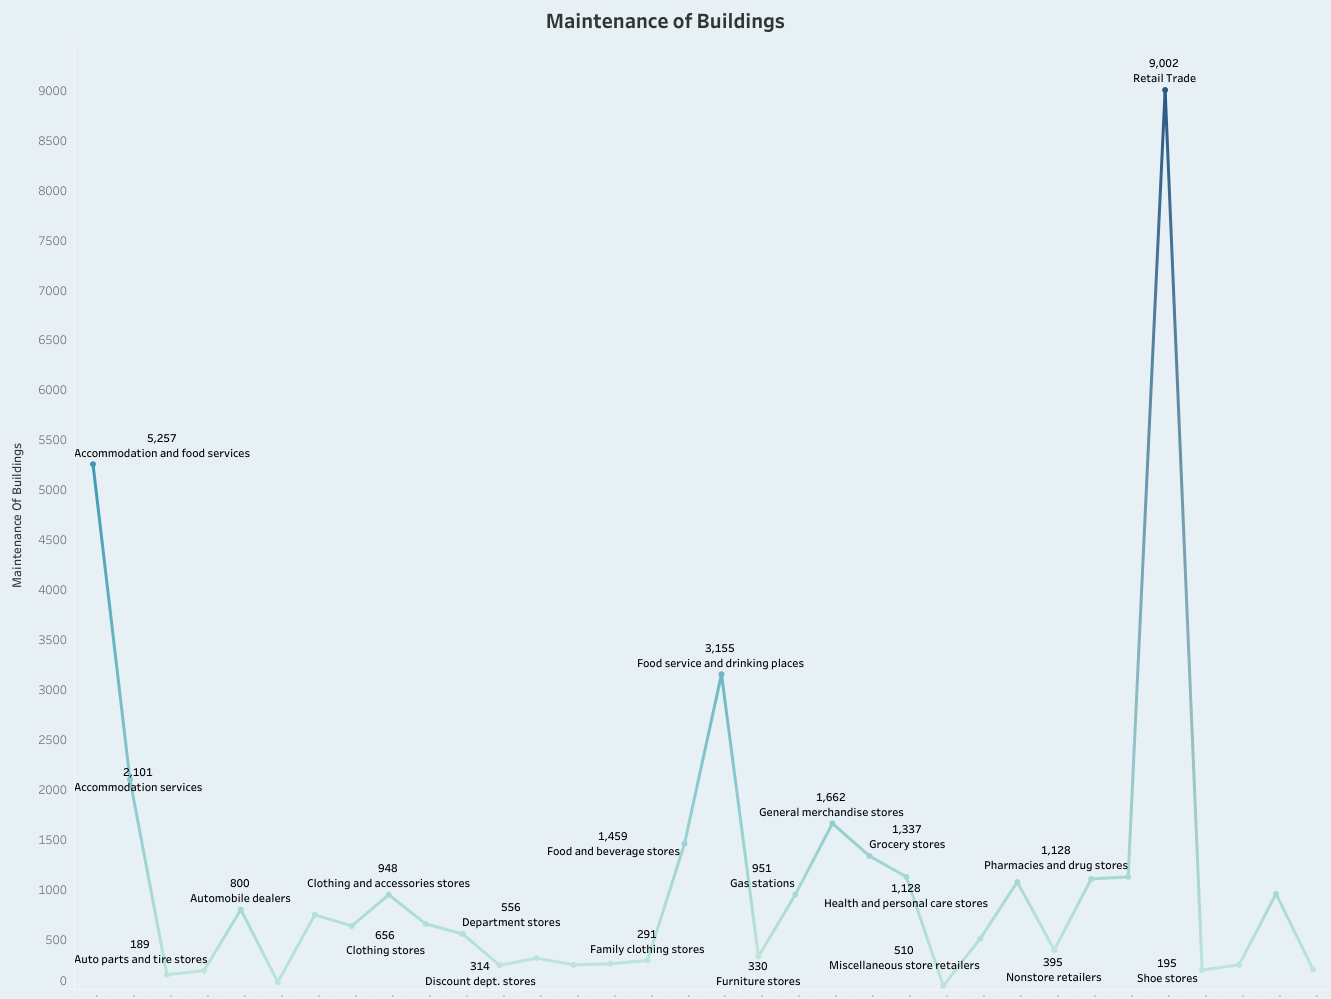 Maintenance of Buildings
9,002
Retail Trade
9000
8500
8000
7500
7000
6500
6000
5500
5000
4500
4000
3500
3000
2500
2000
1500
1000
500
0
Maintenance Of Buildings
5,257
Accommodation and food services
3,155
Food service and drinking places
2,101
Accommodation services
1,662
General merchandise stores
1,459
Food and beverage stores
1,337
Grocery stores
1,128
Pharmacies and drug stores
948
Clothing and accessories stores
951
Gas stations
800
Automobile dealers
1,128
Health and personal care stores
556
Department stores
656
Clothing stores
291
Family clothing stores
189
Auto parts and tire stores
510
Miscellaneous store retailers
314
Discount dept. stores
330
Furniture stores
395
Nonstore retailers
195
Shoe stores